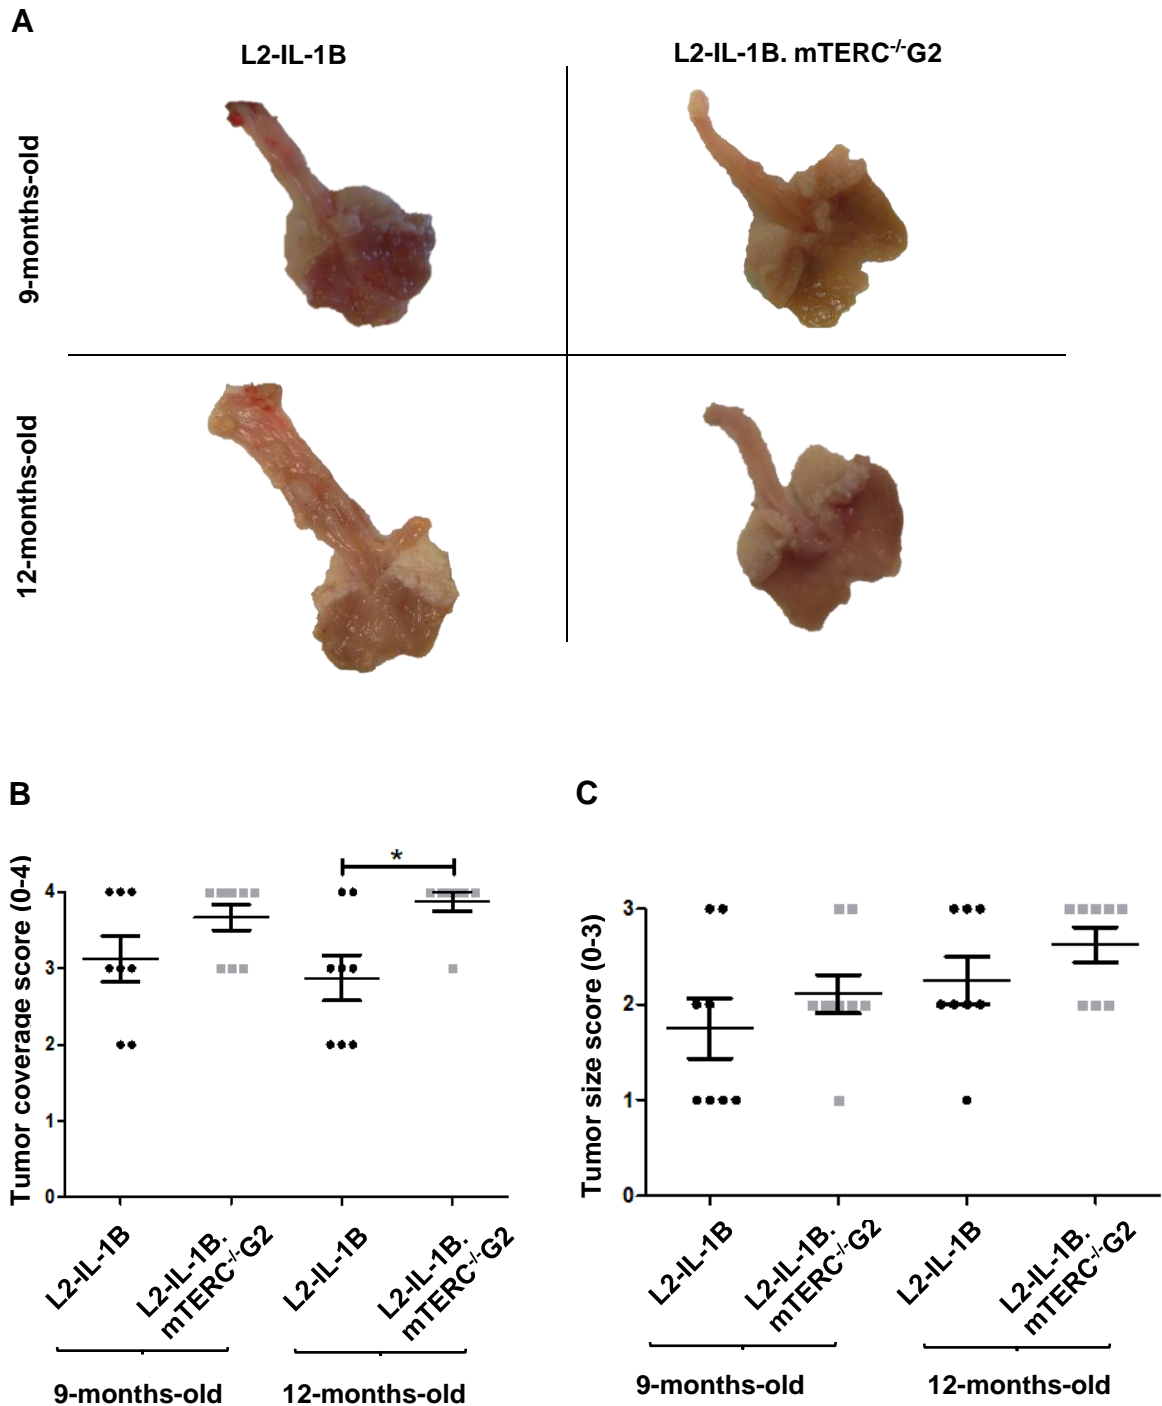 A
L2-IL-1B
L2-IL-1B. mTERC-/-G2
9-months-old
12-months-old
B
Tumor coverage score (0-4)
4
3
2
1
0
*
L2-IL-1B
L2-IL-1B.
mTERC-/-G2
L2-IL-1B
L2-IL-1B.
mTERC-/-G2
9-months-old
12-months-old
C
Tumor size score (0-3)
3
2
1
0
L2-IL-1B
L2-IL-1B.
mTERC-/-G2
L2-IL-1B
L2-IL-1B.
mTERC-/-G2
9-months-old
12-months-old